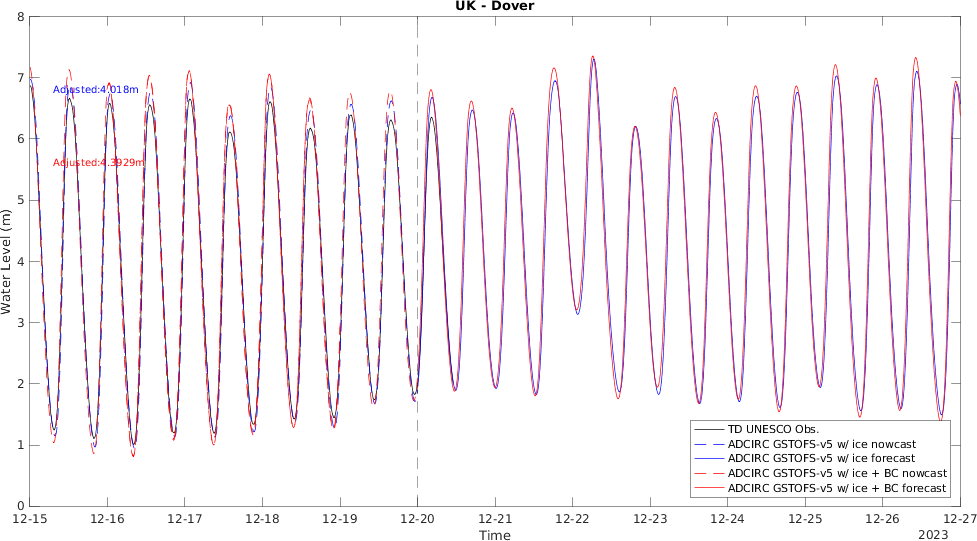 UK - Dover
8
7
6
5
4
3
2
1
0
Water Level (m)
Adjusted:4.018m
Adjusted:4.3929m
TD UNESCO Obs.
ADCIRC GSTOFS-v5 w/ ice nowcast
ADCIRC GSTOFS-v5 w/ ice forecast
ADCIRC GSTOFS-v5 w/ ice + BC nowcast
ADCIRC GSTOFS-v5 w/ ice + BC forecast
12-15 12-16 12-17 12-18 12-19 12-20 12-21 12-22 12-23 12-24 12-25 12-26 12-27
Time
2023